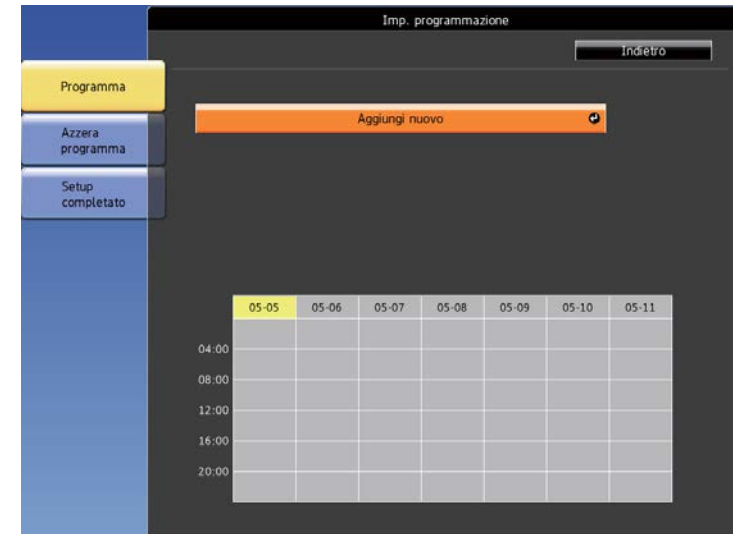 Imp. programmazione
Indietro
Programma
Aggiungi nuovo
Azzera
programma
Setup
completato
05-05 05-06 05-07 05-08 05-09 05-10 05-11
04:00
08:00
12:00
16:00
20:00